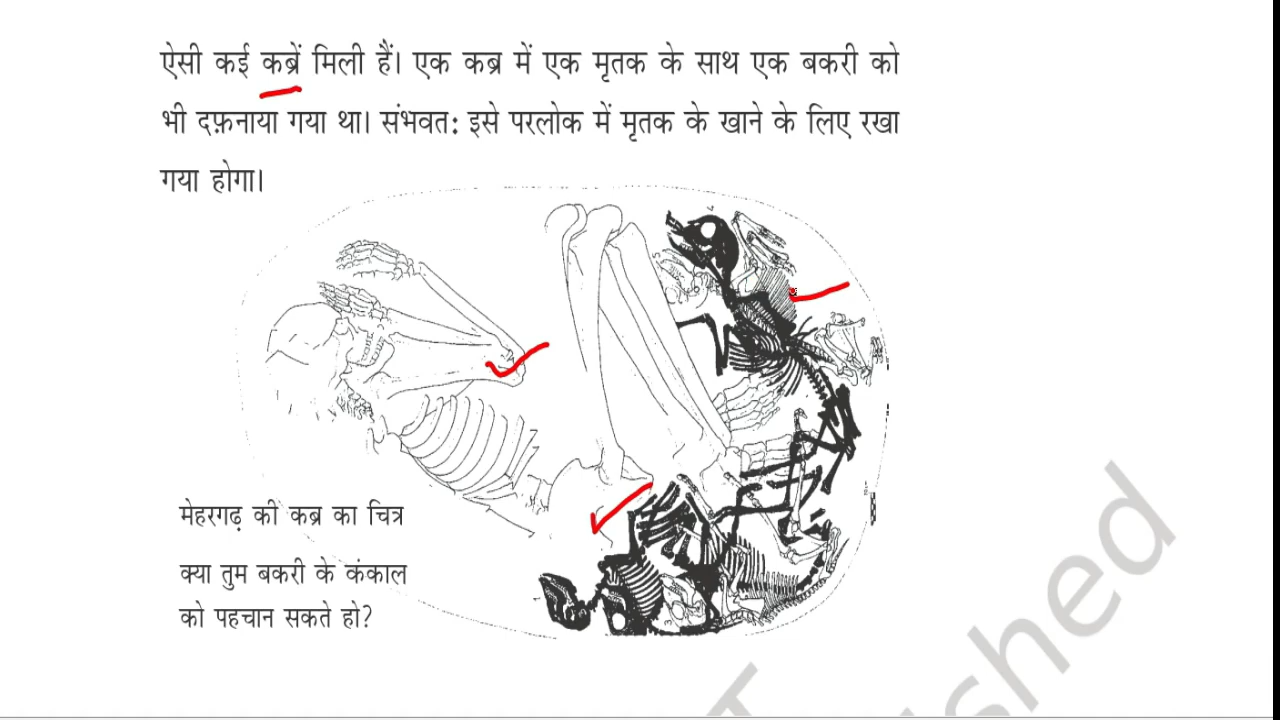 ऐसी कई कब्रें मिली हैं। एक कब्र में एक मृतक के साथ एक बकरी को
भी दफ़नाया गया था। संभवत: इसे परलोक में मृतक के खाने के लिए रखा
गया होगा।
मेहरगढ़ की कब्र का चित्र
क्या तुम बकरी के कंकाल
को पहचान सकते हो?